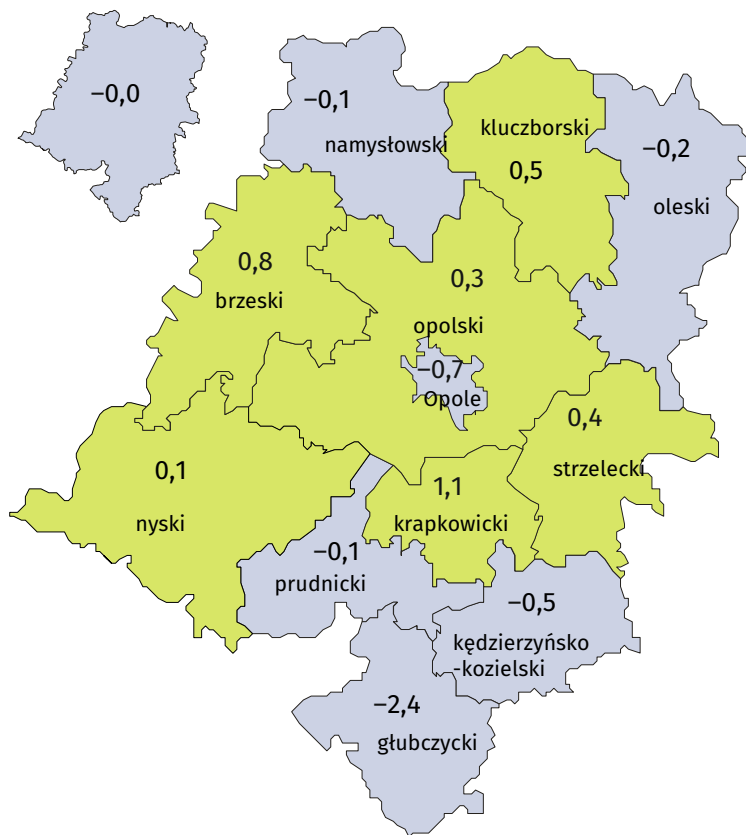 −0,0
−0,1
namysłowski
kluczborski
0,5
−0,2
oleski
0,8
brzeski
0,3
opolski
−0,7
Opole
0,4
strzelecki
0,1
nyski
1,1
krapkowicki
−0,1
prudnicki
−0,5
kędzierzyńsko
-kozielski
−2,4
głubczycki